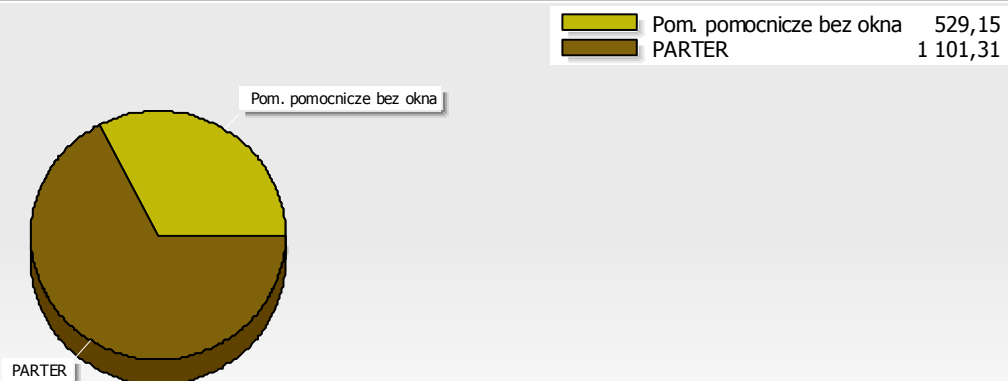 Pom. pomocnicze bez okna 529,15
PARTER 1 101,31
Pom. pomocnicze bez okna
PARTER